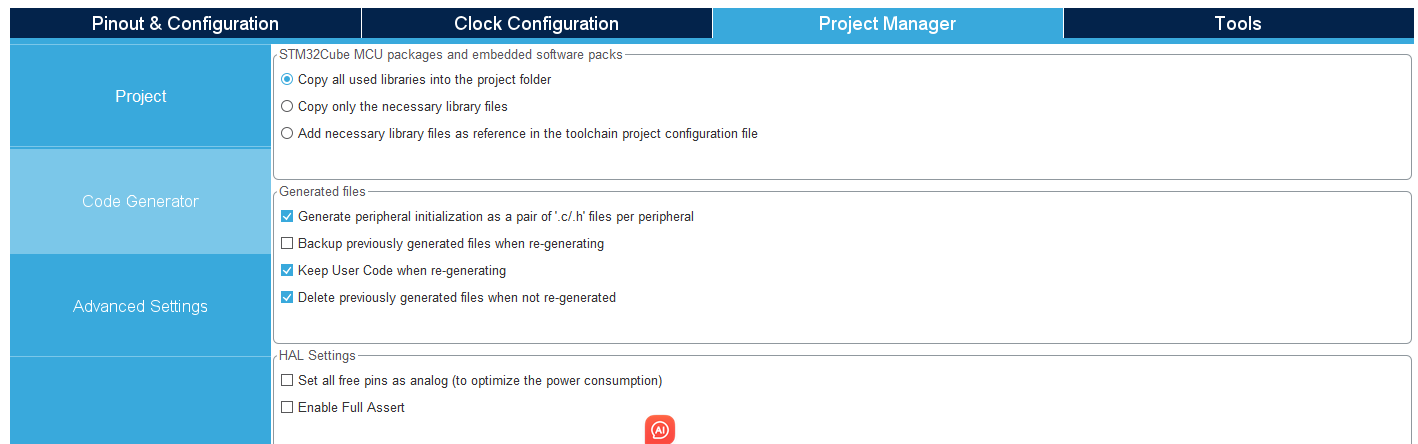 Pinout & Configuration
Clock Configuration
Project Manager
Tools
Project
Code Generator
Advanced Settings
STM32Cube MCU packages and embedded software packs
Copy all used libraries into the project folder
Copy only the necessary library files
Add necessary library files as reference in the toolchain project configuration file
Generated files
Generate peripheral initialization as a pair of '.c/.h' files per peripheral
Backup previously generated files when re-generating
Keep User Code when re-generating
Delete previously generated files when not re-generated
HAL Settings
Set all free pins as analog (to optimize the power consumption)
Enable Full Assert
AI